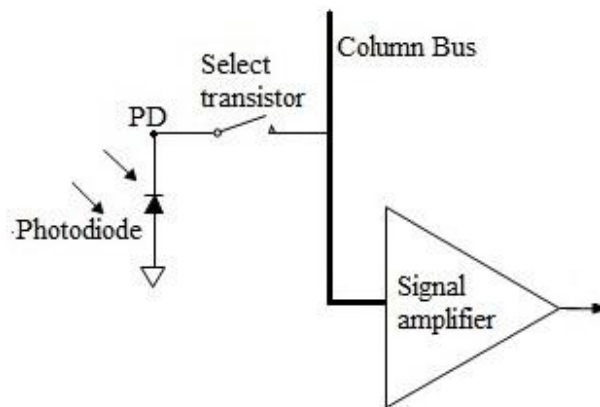 Column Bus
Select
transistor
PD
Photodiode
Signal
amplifier